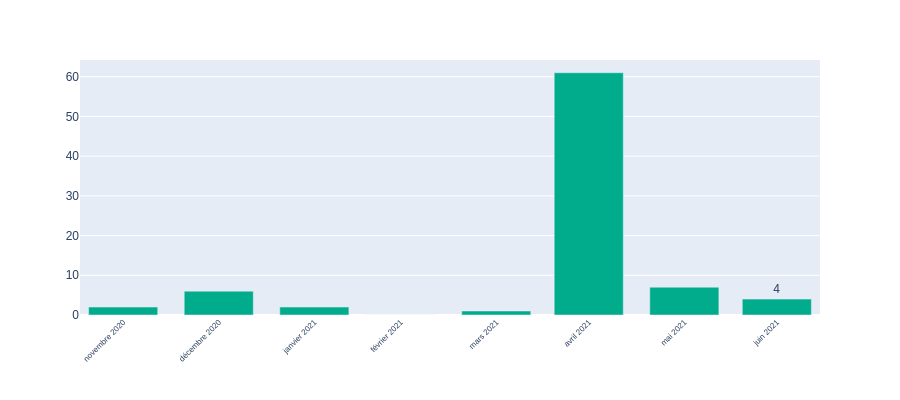 60
50
40
30
20
10
0
4
novembre 2020
décembre 2020
janvier 2021
février 2021
mars 2021
avril 2021
mai 2021
juin 2021